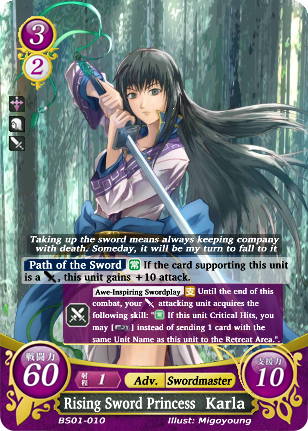 3
2
Taking up the sword means always keeping company
with death. Someday, it will be my turn to fall to it
Path of the Sword 常 If the card supporting this unit
is a , this unit gains +10 attack.
Awe-Inspiring Swordplay 支 Until the end of this
combat, your attacking unit acquires the
following skill: "常 If this unit Critical Hits, you
may [ ] instead of sending 1 card with the
same Unit Name as this unit to the Retreat Area.".
戦闘力
60
射程 1
Adv. Swordmaster
支援力
10
Rising Sword Princess Karla
BS01-010 Illust: Migoyoung